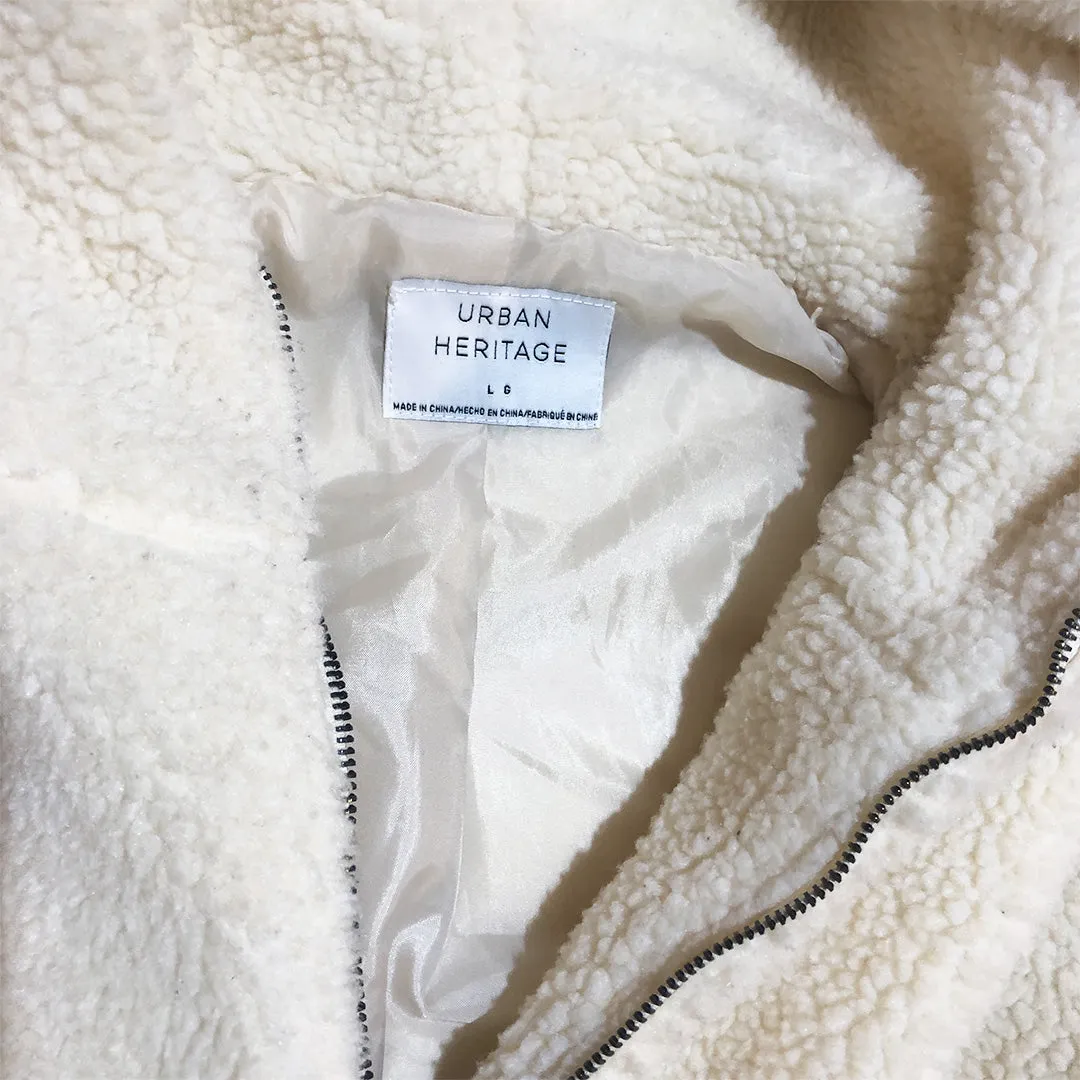 URBAN
HERITAGE
L G
MADE IN CHINA/HECHO EN CHINA/FABRIQUÉ EN CHINE